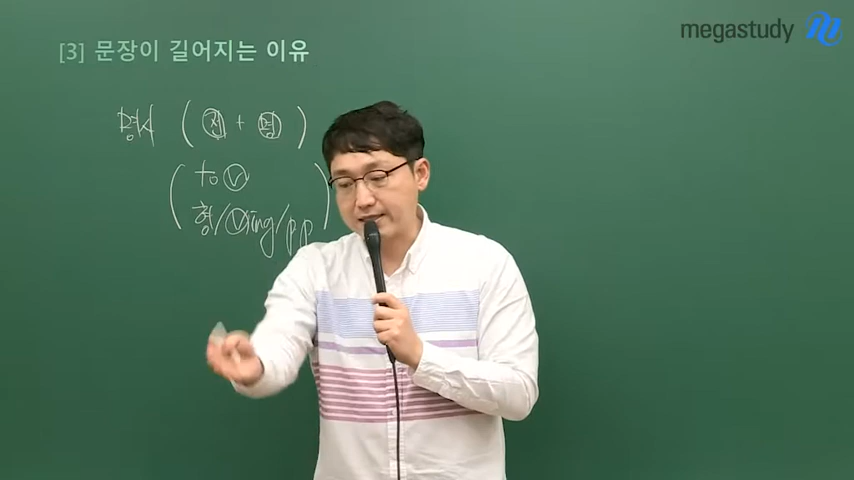 megastudy
[3] 문장이 길어지는 이유
명사 (전 + 명)
(to V
형/Ving/pp)